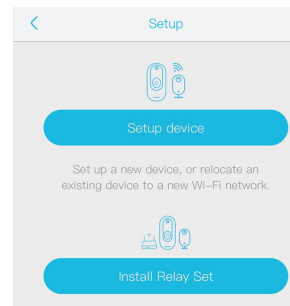 Setup
Setup device
Set up a new device, or relocate an
existing device to a new Wi-Fi network.
Install Relay Set